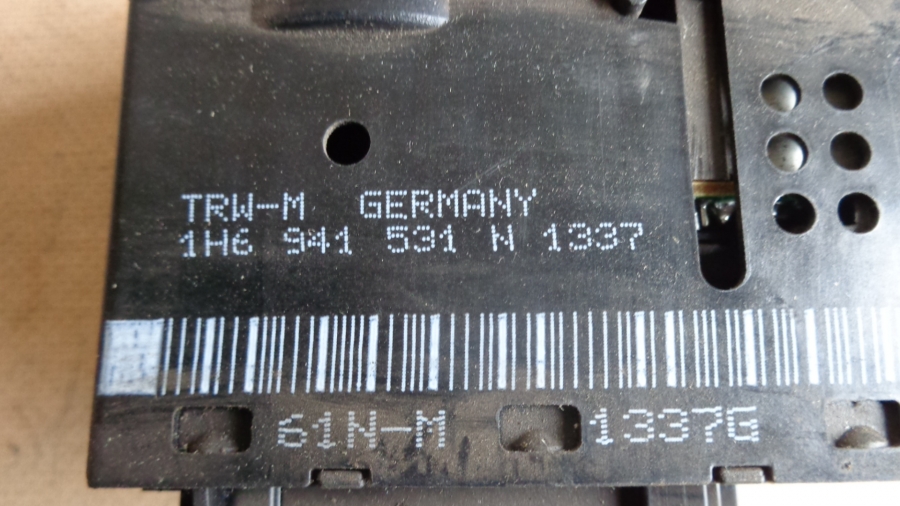 TRW-M GERMANY
1H6 941 531 N 1337
61N-M 1337G